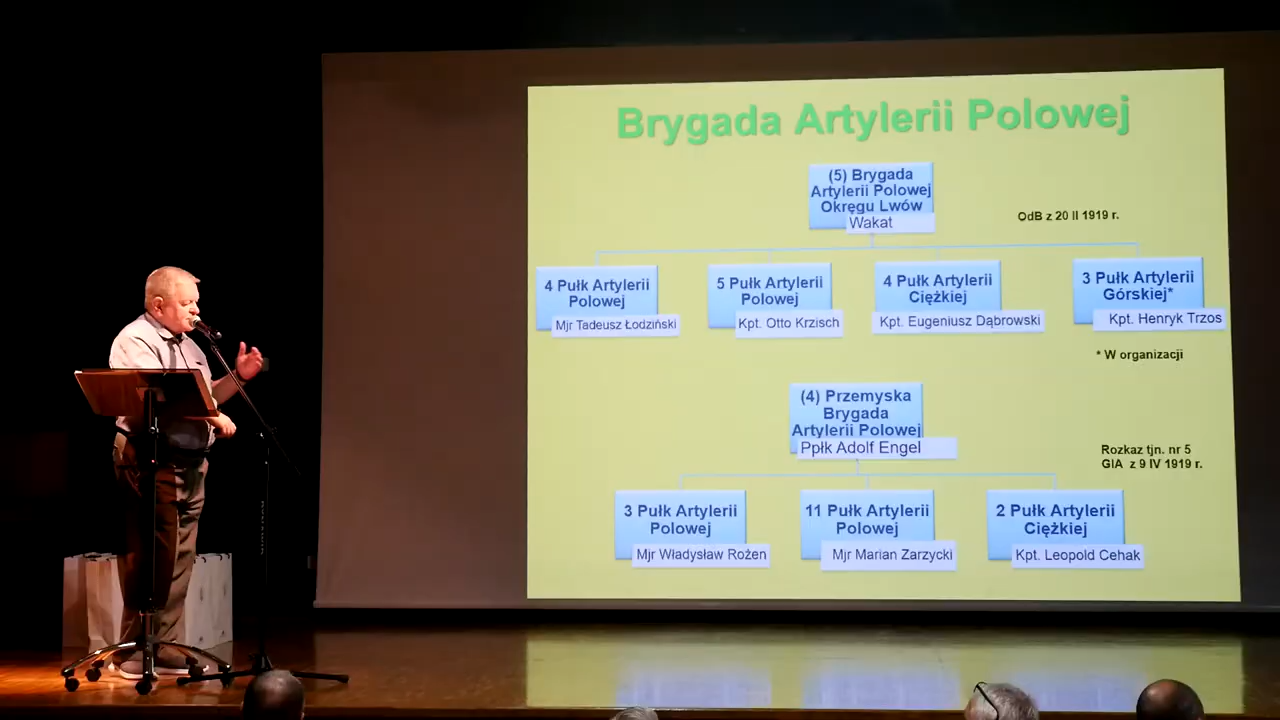 Brygada Artylerii Polowej
(5) Brygada
Artylerii Polowej
Okręgu Lwów
Wakat
OdB z 20 II 1919 r.
4 Pułk Artylerii
Polowej
Mjr Tadeusz Łodziński
5 Pułk Artylerii
Polowej
Kpt. Otto Krzisch
4 Pułk Artylerii
Ciężkiej
Kpt. Eugeniusz Dąbrowski
3 Pułk Artylerii
Górskiej*
Kpt. Henryk Trzos
* W organizacji
(4) Przemyska
Brygada
Artylerii Polowej
Ppłk Adolf Engel
Rozkaz tjn. nr 5
GIA z 9 IV 1919 r.
3 Pułk Artylerii
Polowej
Mjr Władysław Rożen
11 Pułk Artylerii
Polowej
Mjr Marian Zarzycki
2 Pułk Artylerii
Ciężkiej
Kpt. Leopold Cehak